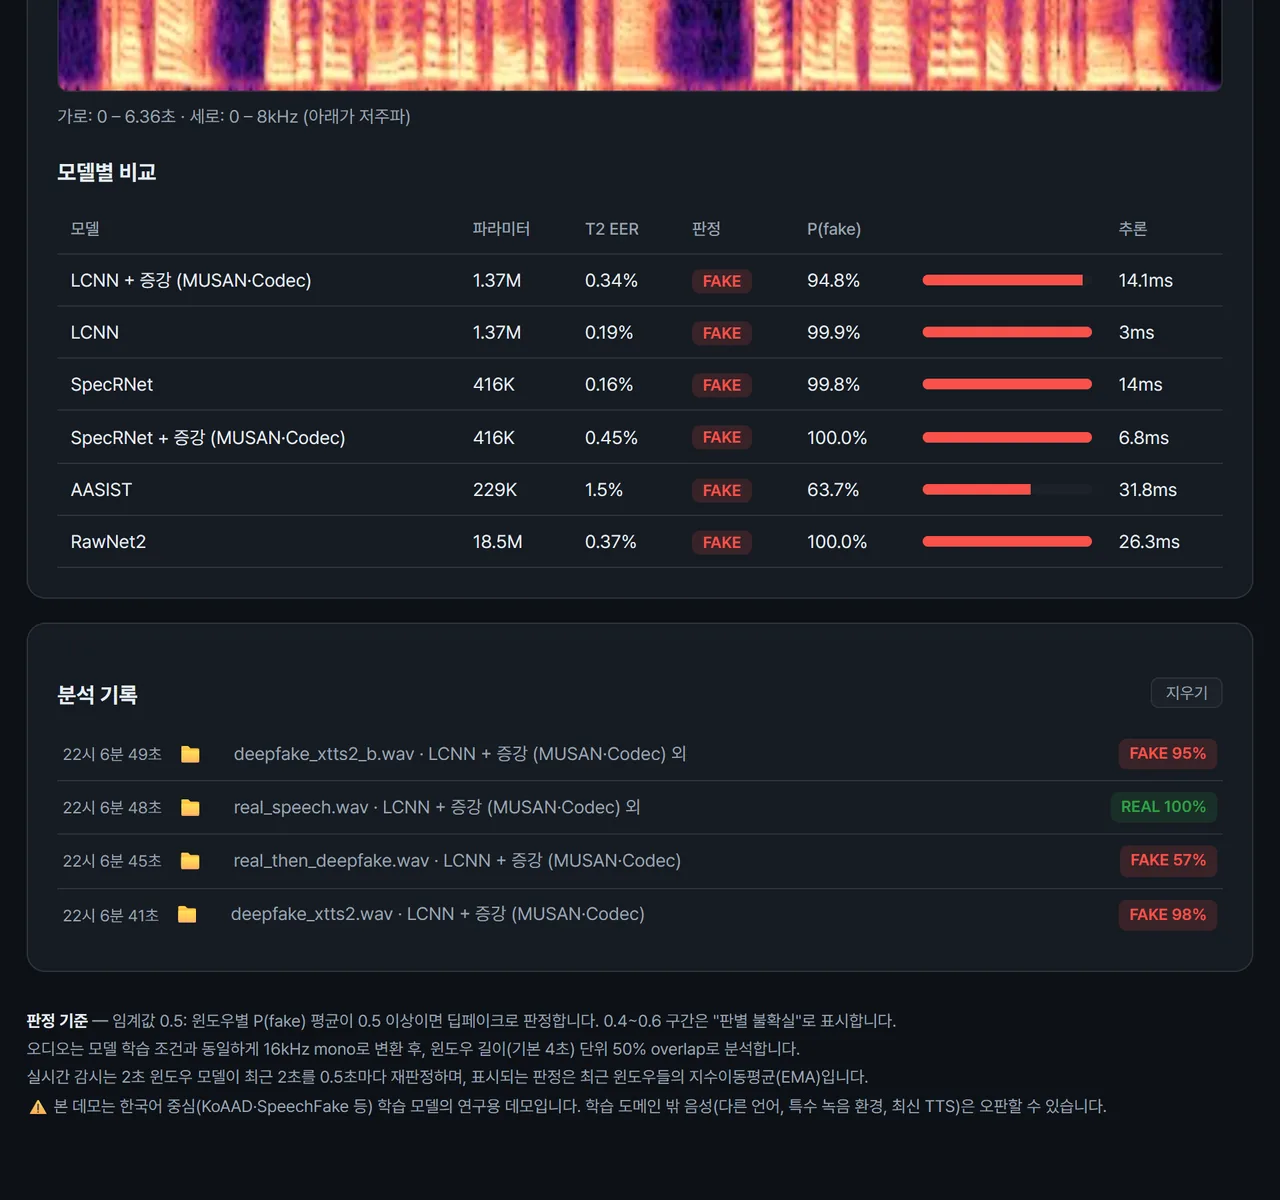 가로: 0 – 6.36초 · 세로: 0 – 8kHz (아래가 저주파)
모델별 비교
모델 파라미터 T2 EER 판정 P(fake) 추론
LCNN + 증강 (MUSAN·Codec) 1.37M 0.34% FAKE 94.8% 14.1ms
LCNN 1.37M 0.19% FAKE 99.9% 3ms
SpecRNet 416K 0.16% FAKE 99.8% 14ms
SpecRNet + 증강 (MUSAN·Codec) 416K 0.45% FAKE 100.0% 6.8ms
AASIST 229K 1.5% FAKE 63.7% 31.8ms
RawNet2 18.5M 0.37% FAKE 100.0% 26.3ms
분석 기록 지우기
22시 6분 49초 deepfake_xtts2_b.wav · LCNN + 증강 (MUSAN·Codec) 외 FAKE 95%
22시 6분 48초 real_speech.wav · LCNN + 증강 (MUSAN·Codec) 외 REAL 100%
22시 6분 45초 real_then_deepfake.wav · LCNN + 증강 (MUSAN·Codec) FAKE 57%
22시 6분 41초 deepfake_xtts2.wav · LCNN + 증강 (MUSAN·Codec) FAKE 98%
판정 기준 — 임계값 0.5: 윈도우별 P(fake) 평균이 0.5 이상이면 딥페이크로 판정합니다. 0.4~0.6 구간은 "판별 불확실"로 표시합니다.
오디오는 모델 학습 조건과 동일하게 16kHz mono로 변환 후, 윈도우 길이(기본 4초) 단위 50% overlap로 분석합니다.
실시간 감시는 2초 윈도우 모델이 최근 2초를 0.5초마다 재판정하며, 표시되는 판정은 최근 윈도우들의 지수이동평균(EMA)입니다.
⚠️ 본 데모는 한국어 중심(KoAAD·SpeechFake 등) 학습 모델의 연구용 데모입니다. 학습 도메인 밖 음성(다른 언어, 특수 녹음 환경, 최신 TTS)은 오판할 수 있습니다.